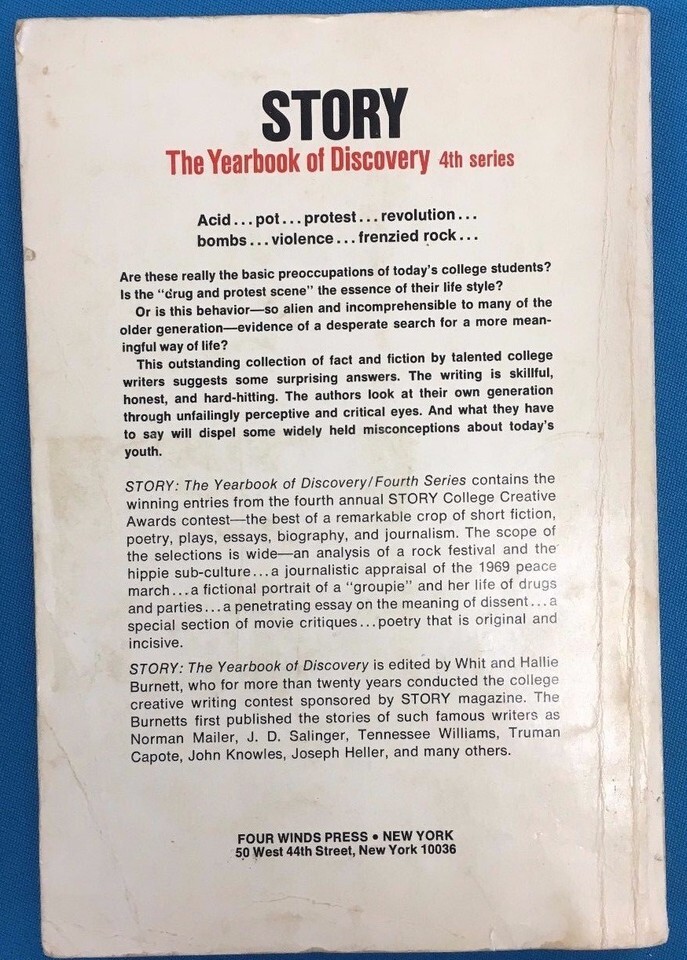 STORY
The Yearbook of Discovery 4th series
Acid...pot...protest...revolution...
bombs...violence...frenzied rock...
Are these really the basic preoccupations of today's college students?
Is the "drug and protest scene" the essence of their life style?
Or is this behavior—so alien and incomprehensible to many of the
older generation—evidence of a desperate search for a more mean-
ingful way of life?
This outstanding collection of fact and fiction by talented college
writers suggests some surprising answers. The writing is skillful,
honest, and hard-hitting. The authors look at their own generation
through unfailingly perceptive and critical eyes. And what they have
to say will dispel some widely held misconceptions about today's
youth.
STORY: The Yearbook of Discovery/Fourth Series contains the
winning entries from the fourth annual STORY College Creative
Awards contest—the best of a remarkable crop of short fiction,
poetry, plays, essays, biography, and journalism. The scope of
the selections is wide—an analysis of a rock festival and the
hippie sub-culture...a journalistic appraisal of the 1969 peace
march...a fictional portrait of a "groupie" and her life of drugs
and parties...a penetrating essay on the meaning of dissent...a
special section of movie critiques...poetry that is original and
incisive.
STORY: The Yearbook of Discovery is edited by Whit and Hallie
Burnett, who for more than twenty years conducted the college
creative writing contest sponsored by STORY magazine. The
Burnetts first published the stories of such famous writers as
Norman Mailer, J. D. Salinger, Tennessee Williams, Truman
Capote, John Knowles, Joseph Heller, and many others.
FOUR WINDS PRESS • NEW YORK
50 West 44th Street, New York 10036